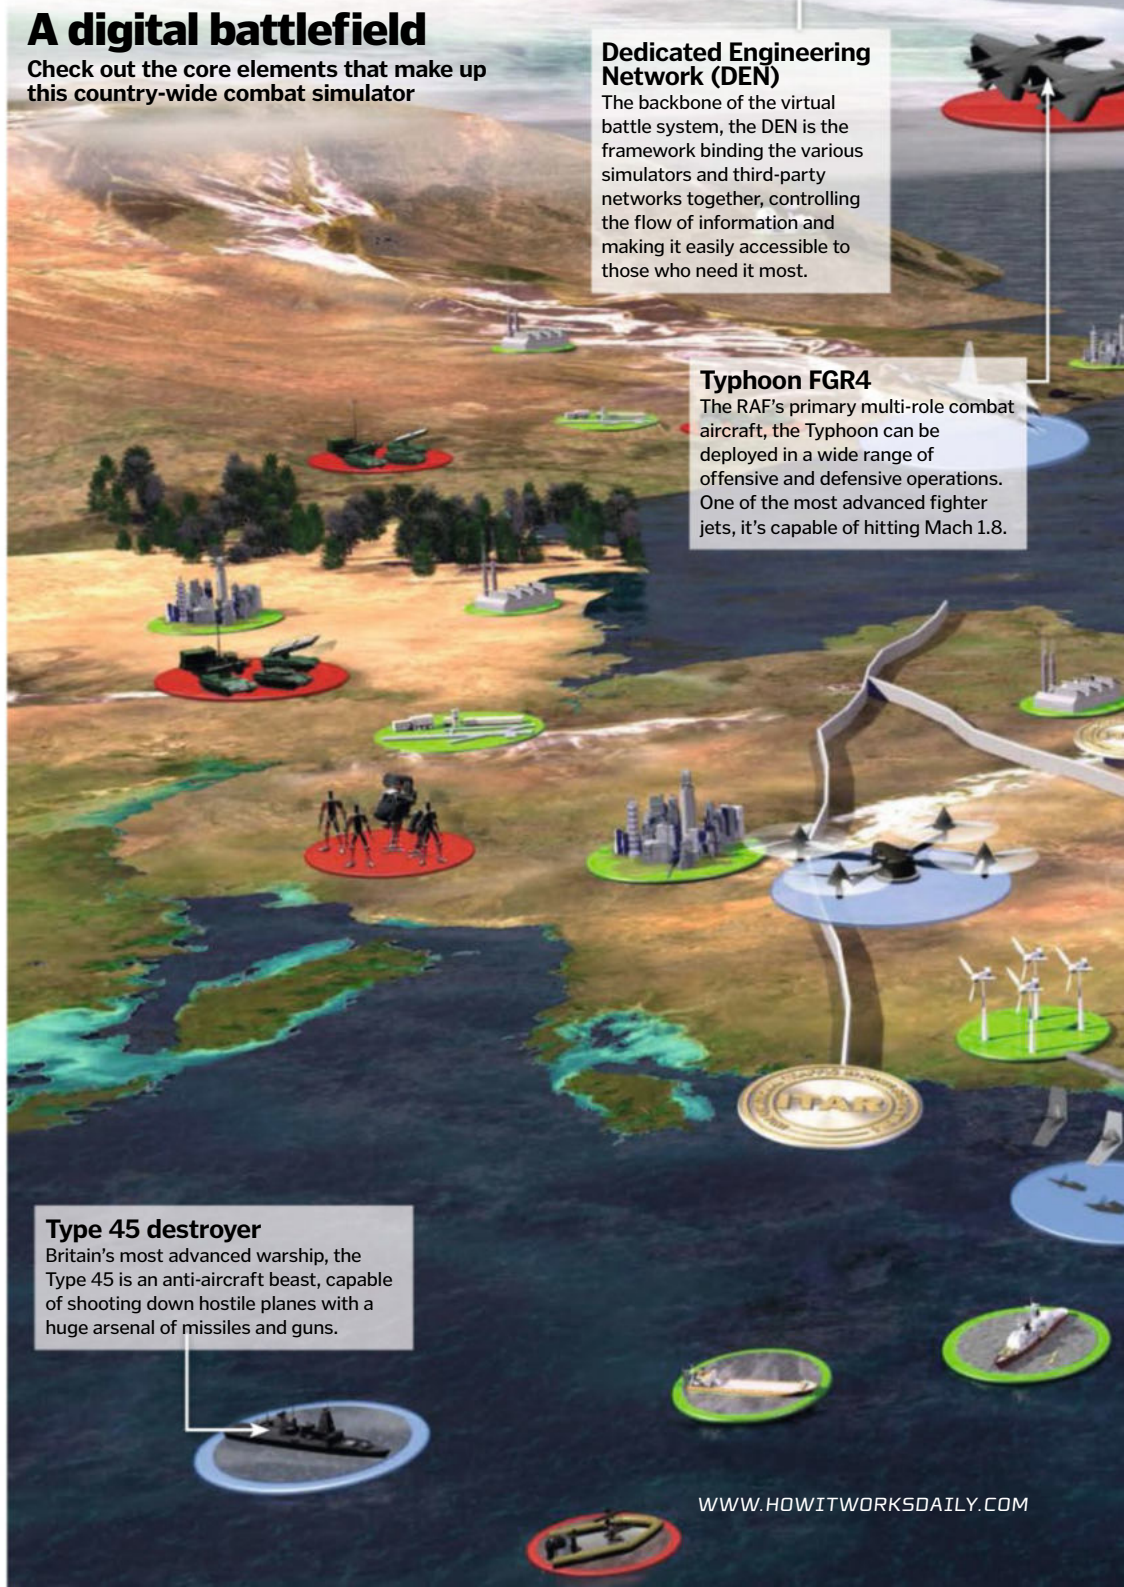 A digital battlefield
Check out the core elements that make up
this country-wide combat simulator
Dedicated Engineering
Network (DEN)
The backbone of the virtual
battle system, the DEN is the
framework binding the various
simulators and third-party
networks together, controlling
the flow of information and
making it easily accessible to
those who need it most.
Typhoon FGR4
The RAF's primary multi-role combat
aircraft, the Typhoon can be
deployed in a wide range of
offensive and defensive operations.
One of the most advanced fighter
jets, it's capable of hitting Mach 1.8.
ITAR
Type 45 destroyer
Britain's most advanced warship, the
Type 45 is an anti-aircraft beast, capable
of shooting down hostile planes with a
huge arsenal of missiles and guns.
WWW.HOWITWORKSDAILY.COM